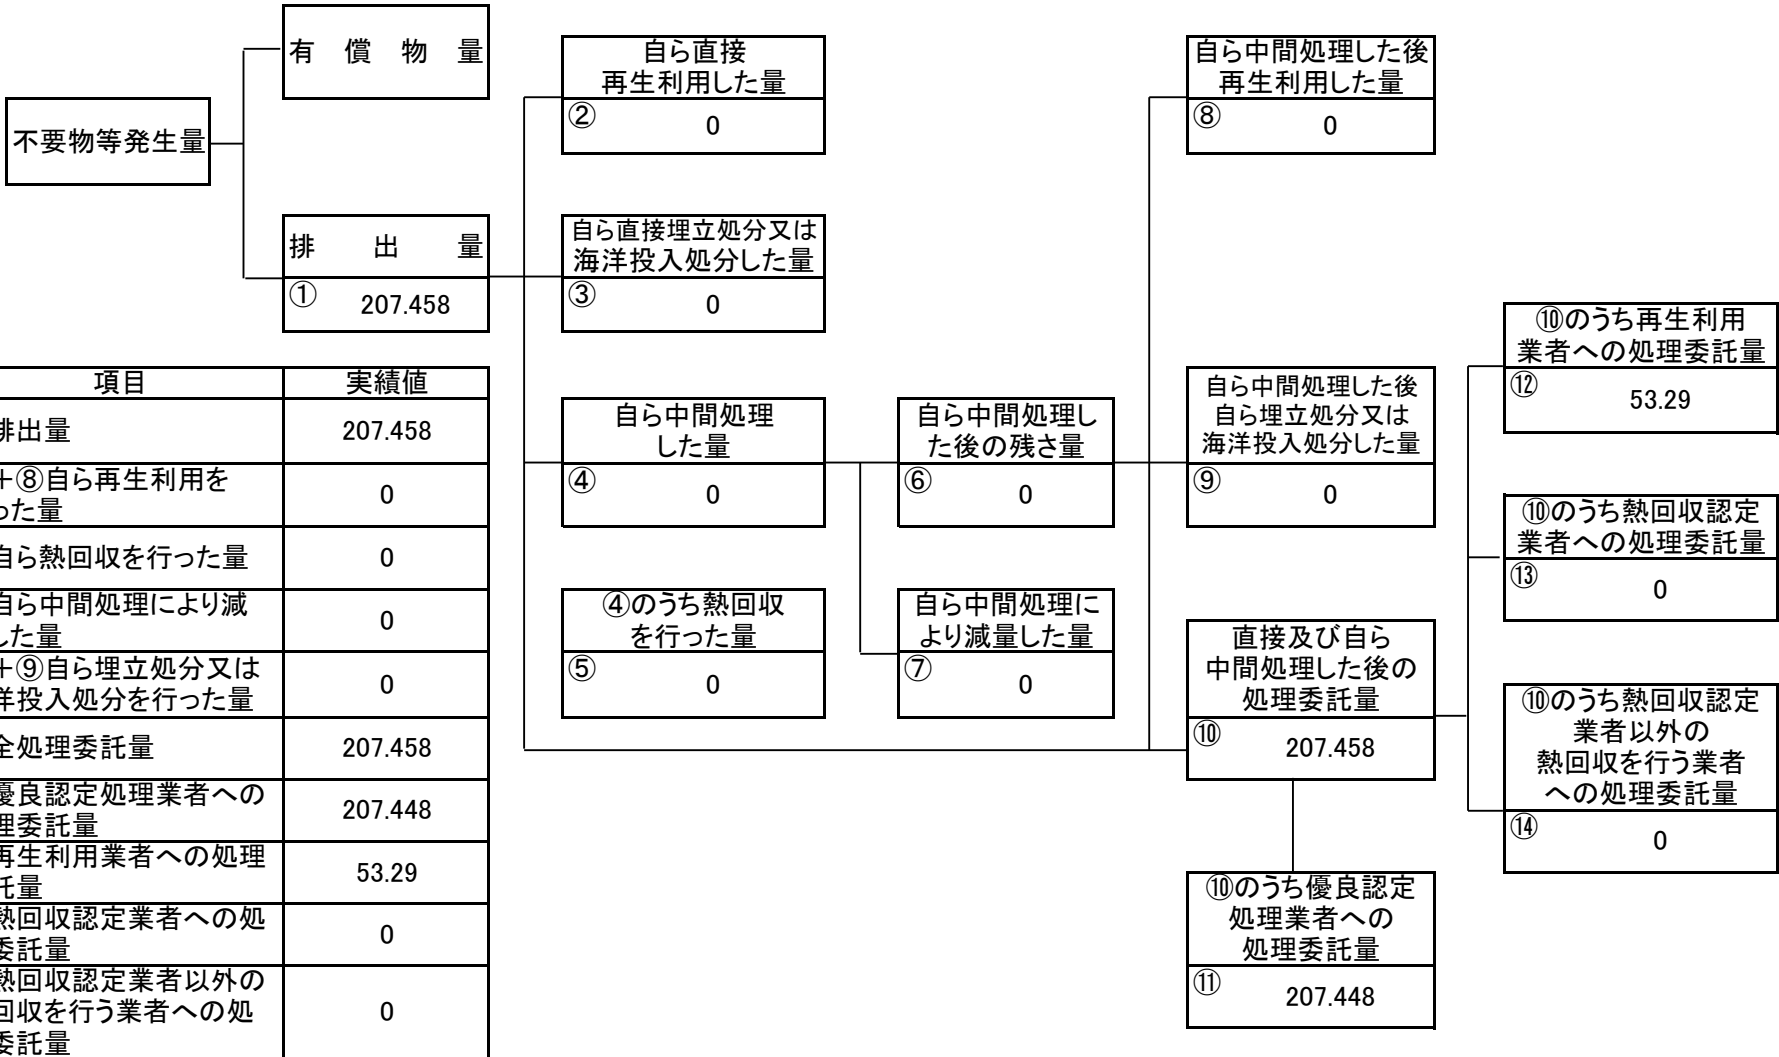 有 償 物 量
自ら直接
再生利用した量
② 0
自ら中間処理した後
再生利用した量
⑧ 0
不要物等発生量
排 出 量
① 207.458
自ら直接埋立処分又は
海洋投入処分した量
③ 0
⑩のうち再生利用
業者への処理委託量
⑫ 53.29
自ら中間処理
した量
④ 0
自ら中間処理し
た後の残さ量
⑥ 0
自ら中間処理した後
自ら埋立処分又は
海洋投入処分した量
⑨ 0
⑩のうち熱回収認定
業者への処理委託量
⑬ 0
④のうち熱回収
を行った量
⑤ 0
自ら中間処理に
より減量した量
⑦ 0
直接及び自ら
中間処理した後の
処理委託量
⑩ 207.458
⑩のうち熱回収認定
業者以外の
熱回収を行う業者
への処理委託量
⑭ 0
⑩のうち優良認定
処理業者への
処理委託量
⑪ 207.448
項目 実績値
排出量 207.458
+⑧自ら再生利用を
った量 0
自ら熱回収を行った量 0
自ら中間処理により減
した量 0
+⑨自ら埋立処分又は
洋投入処分を行った量 0
全処理委託量 207.458
優良認定処理業者への
理委託量 207.448
再生利用業者への処理
託量 53.29
熱回収認定業者への処
委託量 0
熱回収認定業者以外の
回収を行う業者への処
委託量 0